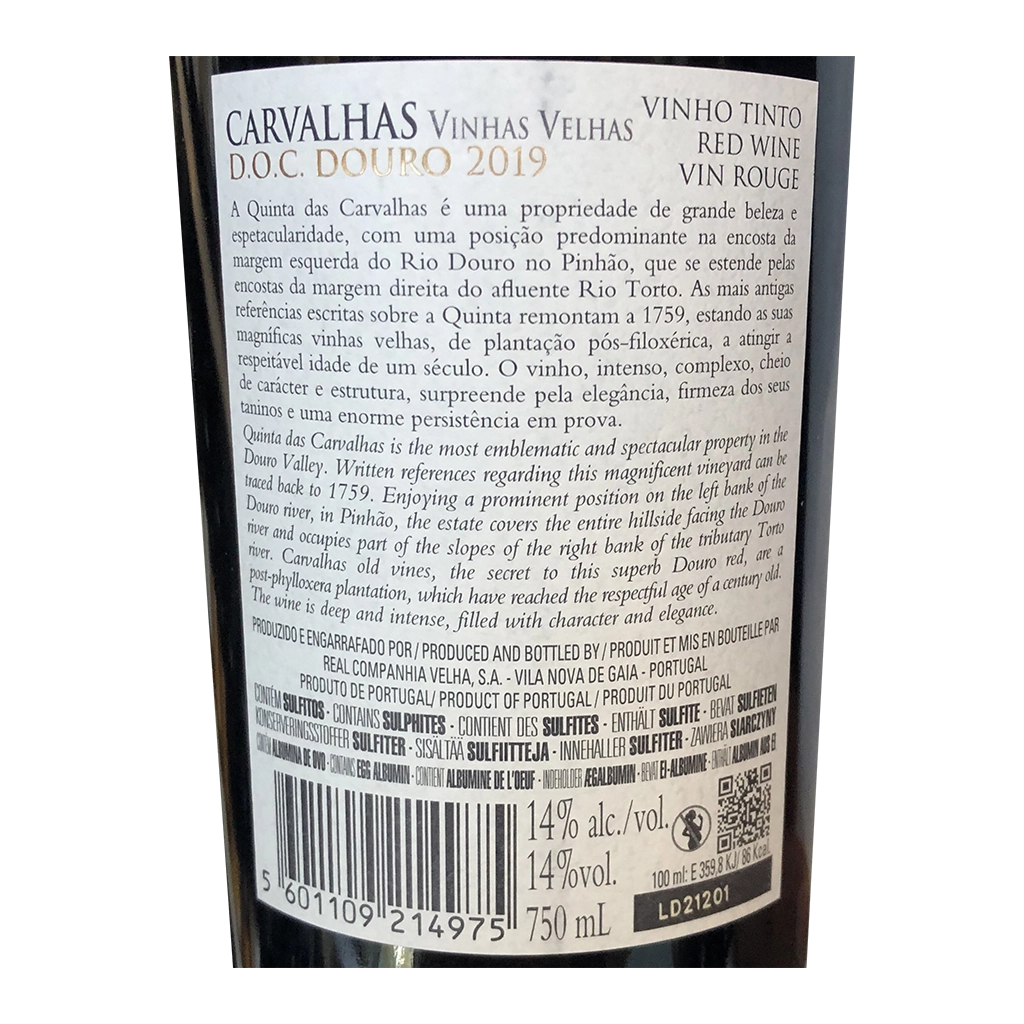 CARVALHAS VINHAS VELHAS
D.O.C. DOURO 2019
VINHO TINTO
RED WINE
VIN ROUGE
A Quinta das Carvalhas é uma propriedade de grande beleza e
espetacularidade, com uma posição predominante na encosta da
margem esquerda do Rio Douro no Pinhão, que se estende pelas
encostas da margem direita do afluente Rio Torto. As mais antigas
referências escritas sobre a Quinta remontam a 1759, estando as suas
magníficas vinhas velhas, de plantação pós-filoxérica, a atingir a
respeitável idade de um século. O vinho, intenso, complexo, cheio
de carácter e estrutura, surpreende pela elegância, firmeza dos seus
taninos e uma enorme persistência em prova.
Quinta das Carvalhas is the most emblematic and spectacular property in the
Douro Valley. Written references regarding this magnificent vineyard can be
traced back to 1759. Enjoying a prominent position on the left bank of the
Douro river, in Pinhão, the estate covers the entire hillside facing the Douro
river and occupies part of the slopes of the right bank of the tributary Torto
river. Carvalhas old vines, the secret to this superb Douro red, are a
post-phylloxera plantation, which have reached the respectful age of a century old.
The wine is deep and intense, filled with character and elegance.
PRODUZIDO E ENGARRAFADO POR / PRODUCED AND BOTTLED BY / PRODUIT ET MIS EN BOUTEILLE PAR
REAL COMPANHIA VELHA, S.A. - VILA NOVA DE GAIA - PORTUGAL
PRODUTO DE PORTUGAL / PRODUCT OF PORTUGAL / PRODUIT DU PORTUGAL
CONTÉM SULFITOS · CONTAINS SULPHITES · CONTIENT DES SULFITES · ENTHÄLT SULFITE · BEVAT SULFIETEN
KONSERVERINGSSTOFFER SULFITER · SISÄLTÄÄ SULFIITTEJA · INNEHALLER SULFITER · ZAWIERA SIARCZYNY
CONTÉM ALBUMINA DE OVO · CONTAINS EGG ALBUMIN · CONTIENT ALBUMINE DE L'OEUF · INDEHOLDER ÆGALBUMIN · BEVAT EI-ALBUMINE · ENTHÄLT ALBUMIN AUS EI
14% alc./vol.
14%vol.
750 mL
100 ml: E 359,8 KJ/ 86 Kcal
LD21201
5 601109 214975